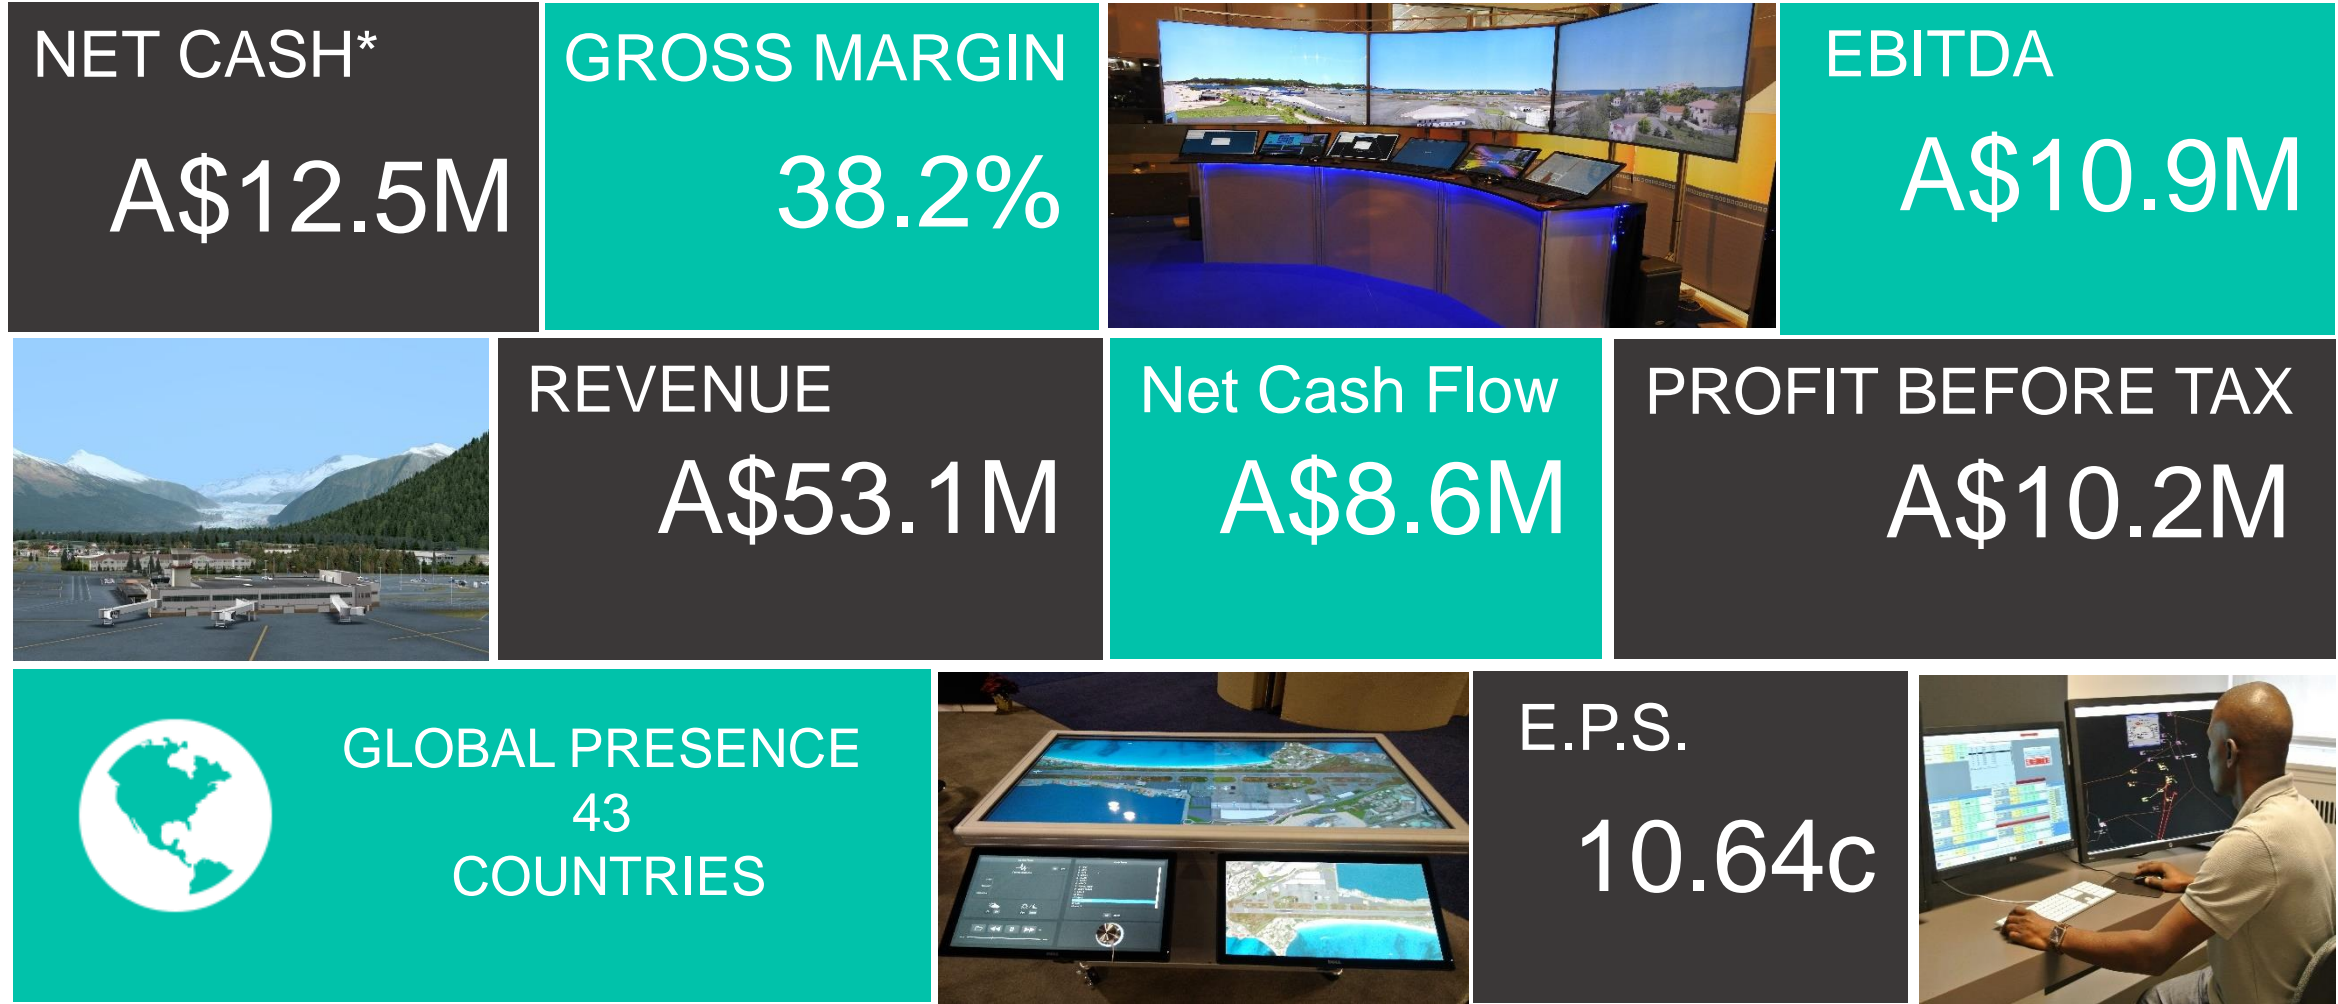 NET CASH*
A$12.5M
GROSS MARGIN
38.2%
EBITDA
A$10.9M
REVENUE
A$53.1M
Net Cash Flow
A$8.6M
PROFIT BEFORE TAX
A$10.2M
GLOBAL PRESENCE
43
COUNTRIES
E.P.S.
10.64c